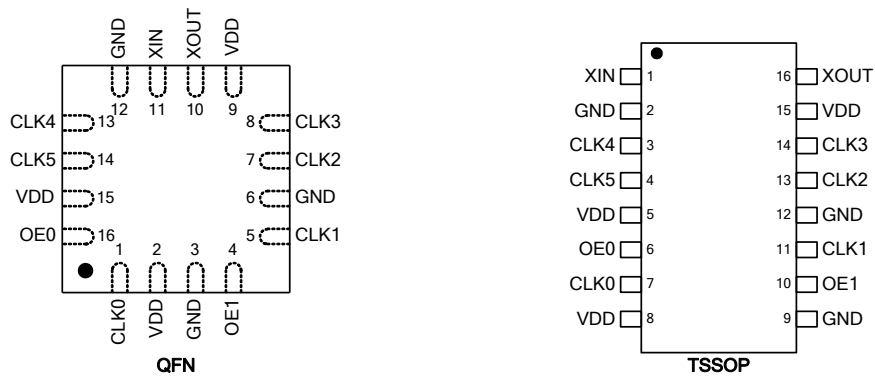 GND XIN XOUT VDD
12 11 10 9
CLK4 13 8 CLK3
CLK5 14 7 CLK2
VDD 15 6 GND
OE0 16 5 CLK1
1 2 3 4
CLK0 VDD GND OE1
QFN
XIN 1 16 XOUT
GND 2 15 VDD
CLK4 3 14 CLK3
CLK5 4 13 CLK2
VDD 5 12 GND
OE0 6 11 CLK1
CLK0 7 10 OE1
VDD 8 9 GND
TSSOP